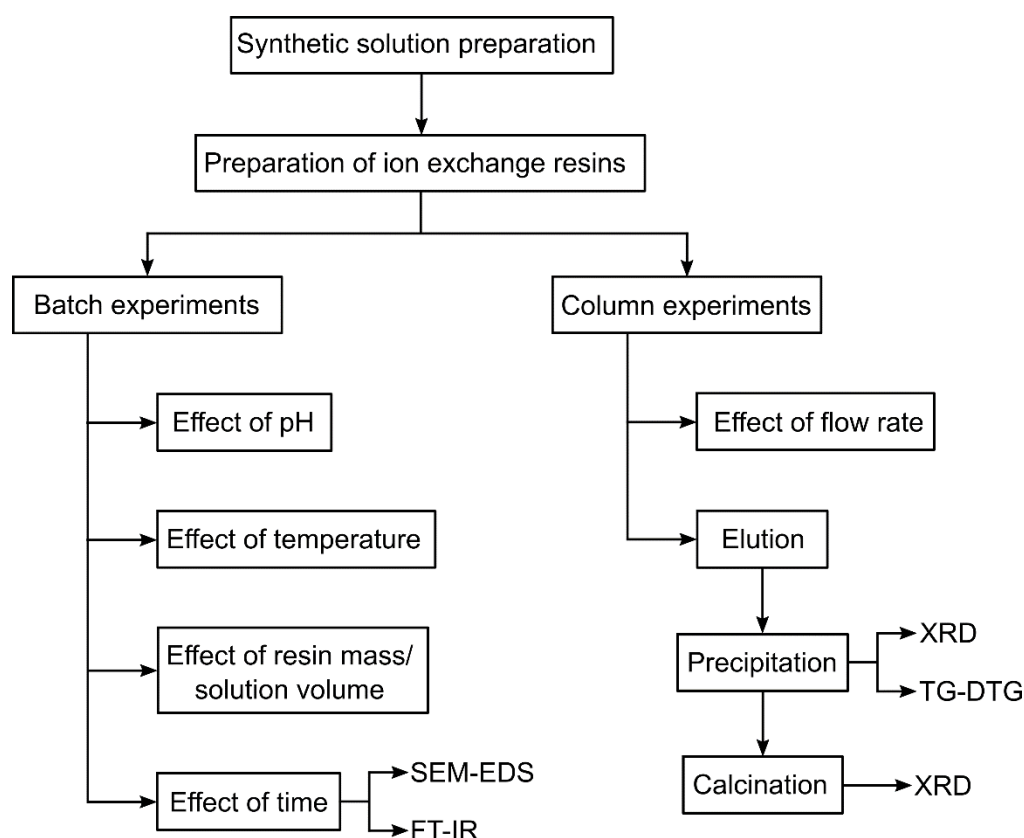 Synthetic solution preparation
Preparation of ion exchange resins
Batch experiments
Effect of pH
Effect of temperature
Effect of resin mass/
solution volume
Effect of time
SEM-EDS
FT-IR
Column experiments
Effect of flow rate
Elution
Precipitation
XRD
TG-DTG
Calcination
XRD